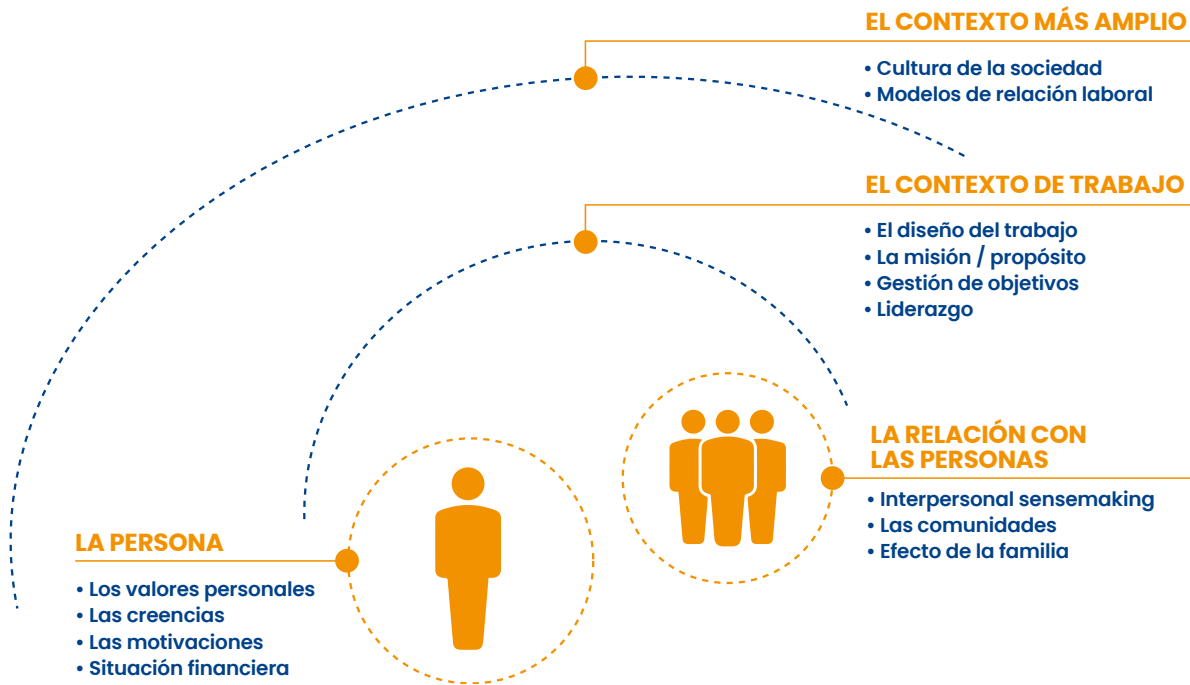 EL CONTEXTO MÁS AMPLIO
• Cultura de la sociedad
• Modelos de relación laboral
EL CONTEXTO DE TRABAJO
• El diseño del trabajo
• La misión / propósito
• Gestión de objetivos
• Liderazgo
LA RELACIÓN CON
LAS PERSONAS
• Interpersonal sensemaking
• Las comunidades
• Efecto de la familia
LA PERSONA
• Los valores personales
• Las creencias
• Las motivaciones
• Situación financiera